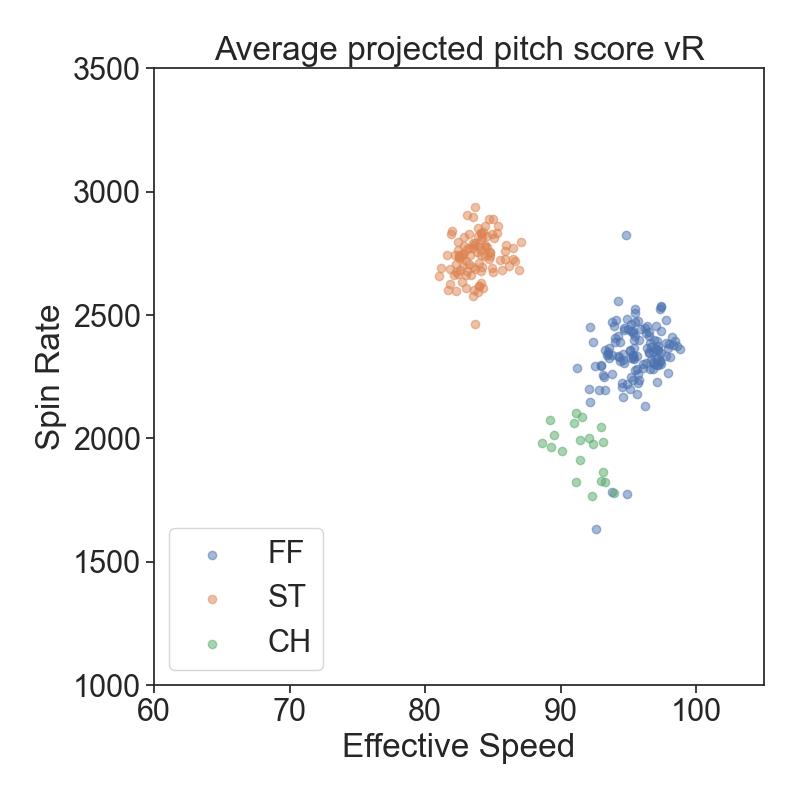 Average projected pitch score vR
3500
3000
2500
2000
1500
1000
Spin Rate
FF
ST
CH
60 70 80 90 100
Effective Speed